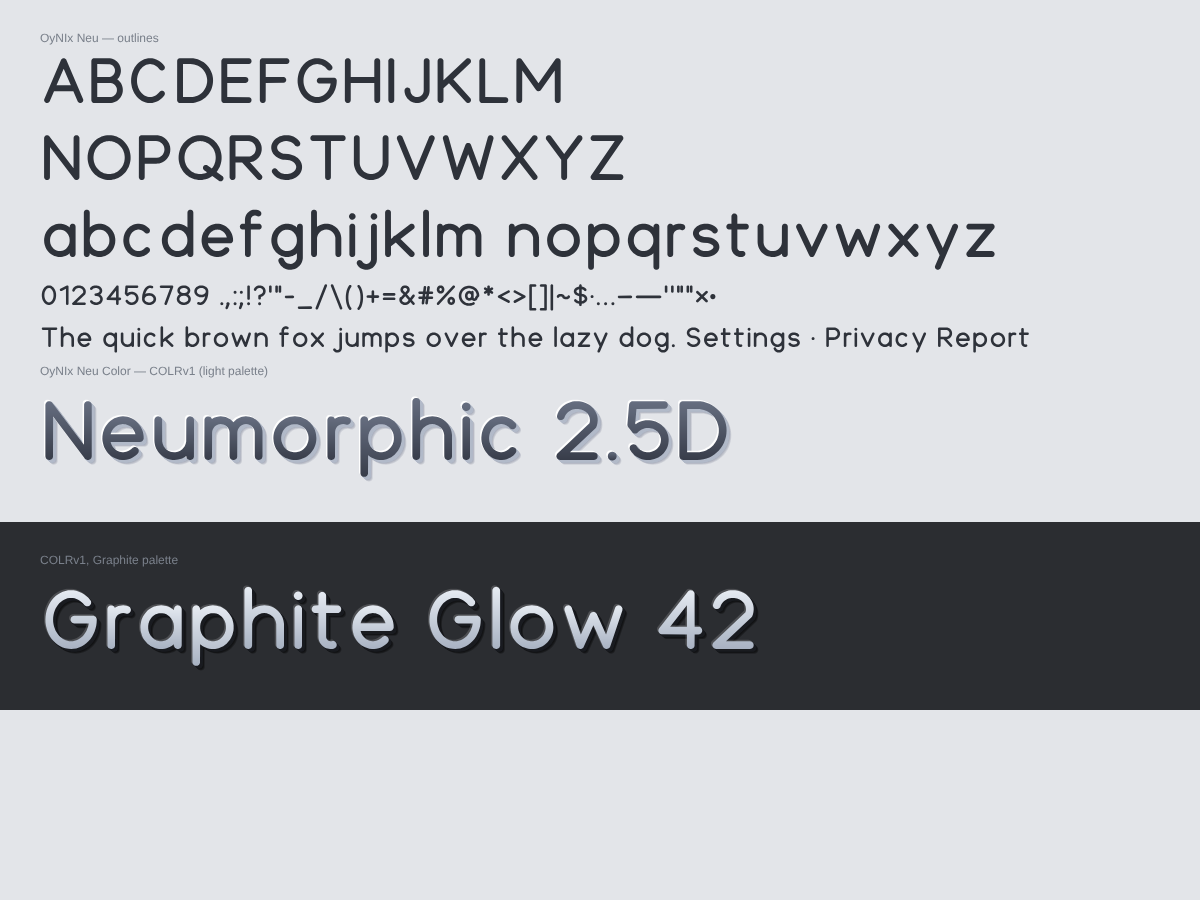 OyNIx Neu — outlines
ABCDEFGHIJKLM
NOPQRSTUVWXYZ
abcdefghijklm nopqrstuvwxyz
0123456789 .,:;!?'"-_/\()+=&#%@*<>[]|~$·…–—''""×•
The quick brown fox jumps over the lazy dog. Settings · Privacy Report
OyNIx Neu Color — COLRv1 (light palette)
Neumorphic 2.5D
COLRv1, Graphite palette
Graphite Glow 42